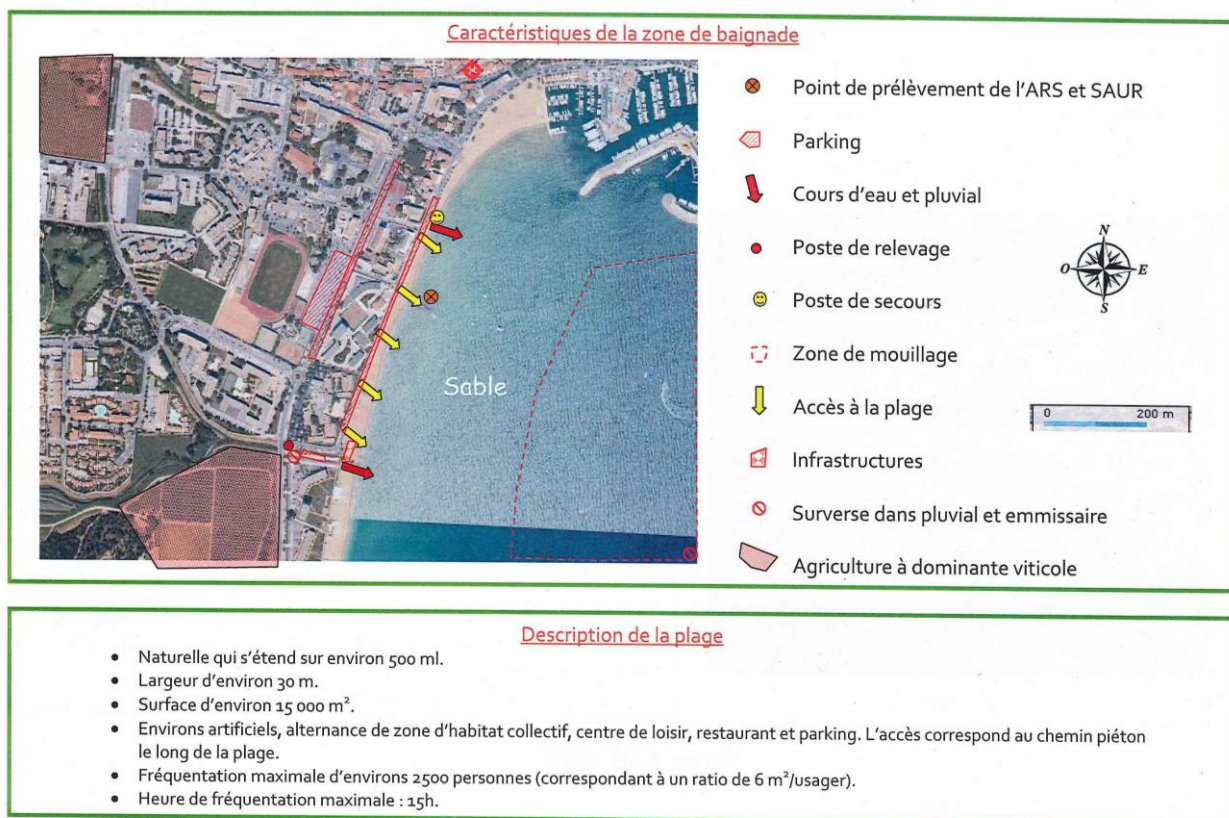 Caractéristiques de la zone de baignade
Sable
Point de prélèvement de l'ARS et SAUR
Parking
Cours d'eau et pluvial
Poste de relevage
Poste de secours
Zone de mouillage
Accès à la plage
Infrastructures
Surverse dans pluvial et emmissaire
Agriculture à dominante viticole
N
O
E
S
0 200 m
Description de la plage
• Naturelle qui s'étend sur environ 500 ml.
• Largeur d'environ 30 m.
• Surface d'environ 15 000 m².
• Environs artificiels, alternance de zone d'habitat collectif, centre de loisir, restaurant et parking. L'accès correspond au chemin piéton
le long de la plage.
• Fréquentation maximale d'environs 2500 personnes (correspondant à un ratio de 6 m²/usager).
• Heure de fréquentation maximale : 15h.